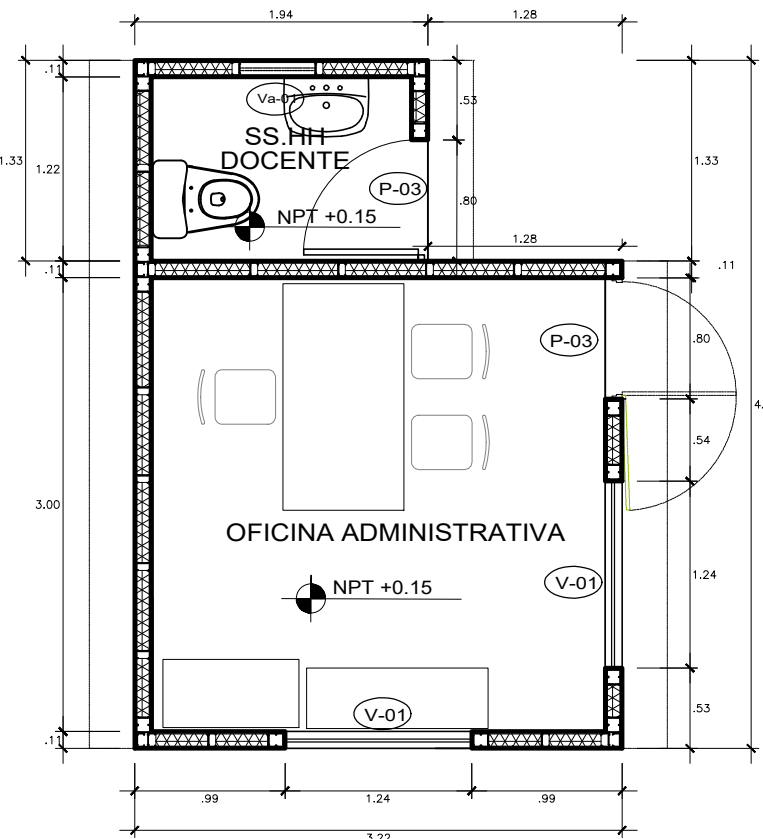 1.94
1.28
.11
Va-01
.53
SS.HH
DOCENTE
1.33
1.22
P-03
1.33
.80
NPT +0.15
1.28
.11
.11
P-03
.80
.54
3.00
OFICINA ADMINISTRATIVA
V-01
1.24
NPT +0.15
V-01
.53
.11
.99
1.24
.99
3.22